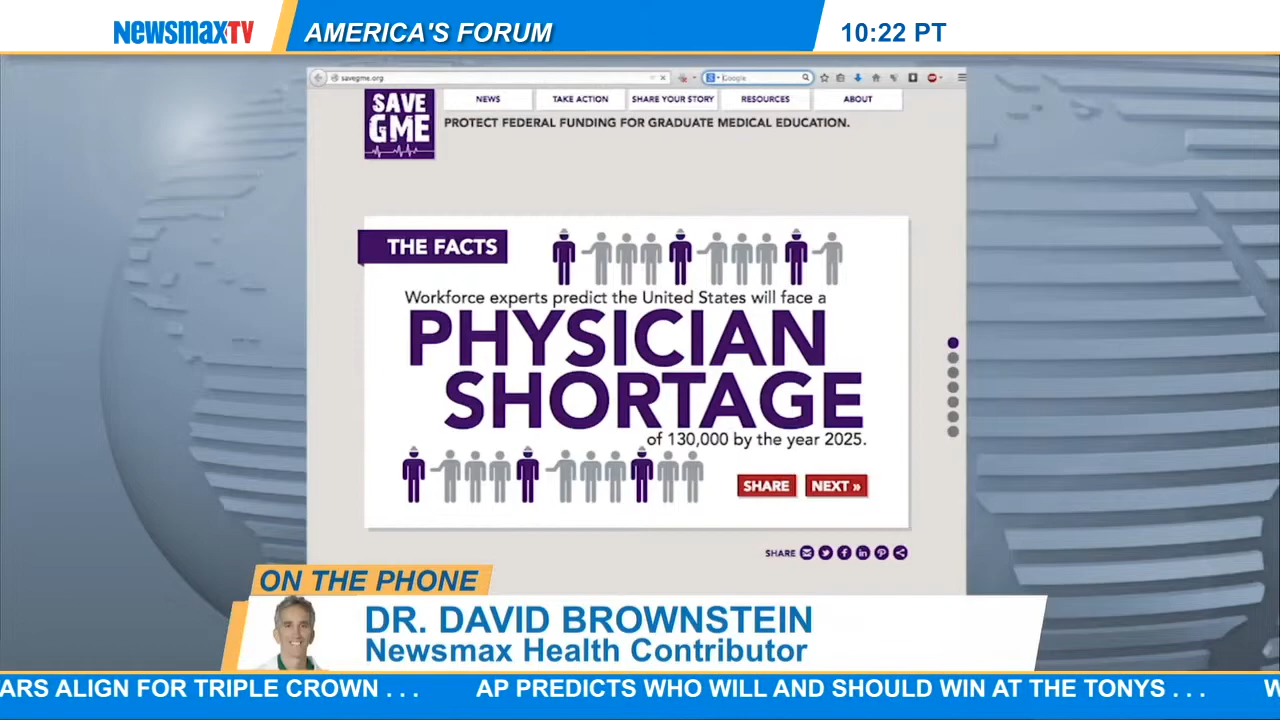 NEWSMAXTV
AMERICA'S FORUM
10:22 PT
savegme.org
Google
SAVE
GME
NEWS
TAKE ACTION
SHARE YOUR STORY
RESOURCES
ABOUT
PROTECT FEDERAL FUNDING FOR GRADUATE MEDICAL EDUCATION.
THE FACTS
Workforce experts predict the United States will face a
PHYSICIAN
SHORTAGE
of 130,000 by the year 2025.
SHARE
NEXT »
SHARE
ON THE PHONE
DR. DAVID BROWNSTEIN
Newsmax Health Contributor
ARS ALIGN FOR TRIPLE CROWN . . . AP PREDICTS WHO WILL AND SHOULD WIN AT THE TONYS . . . W